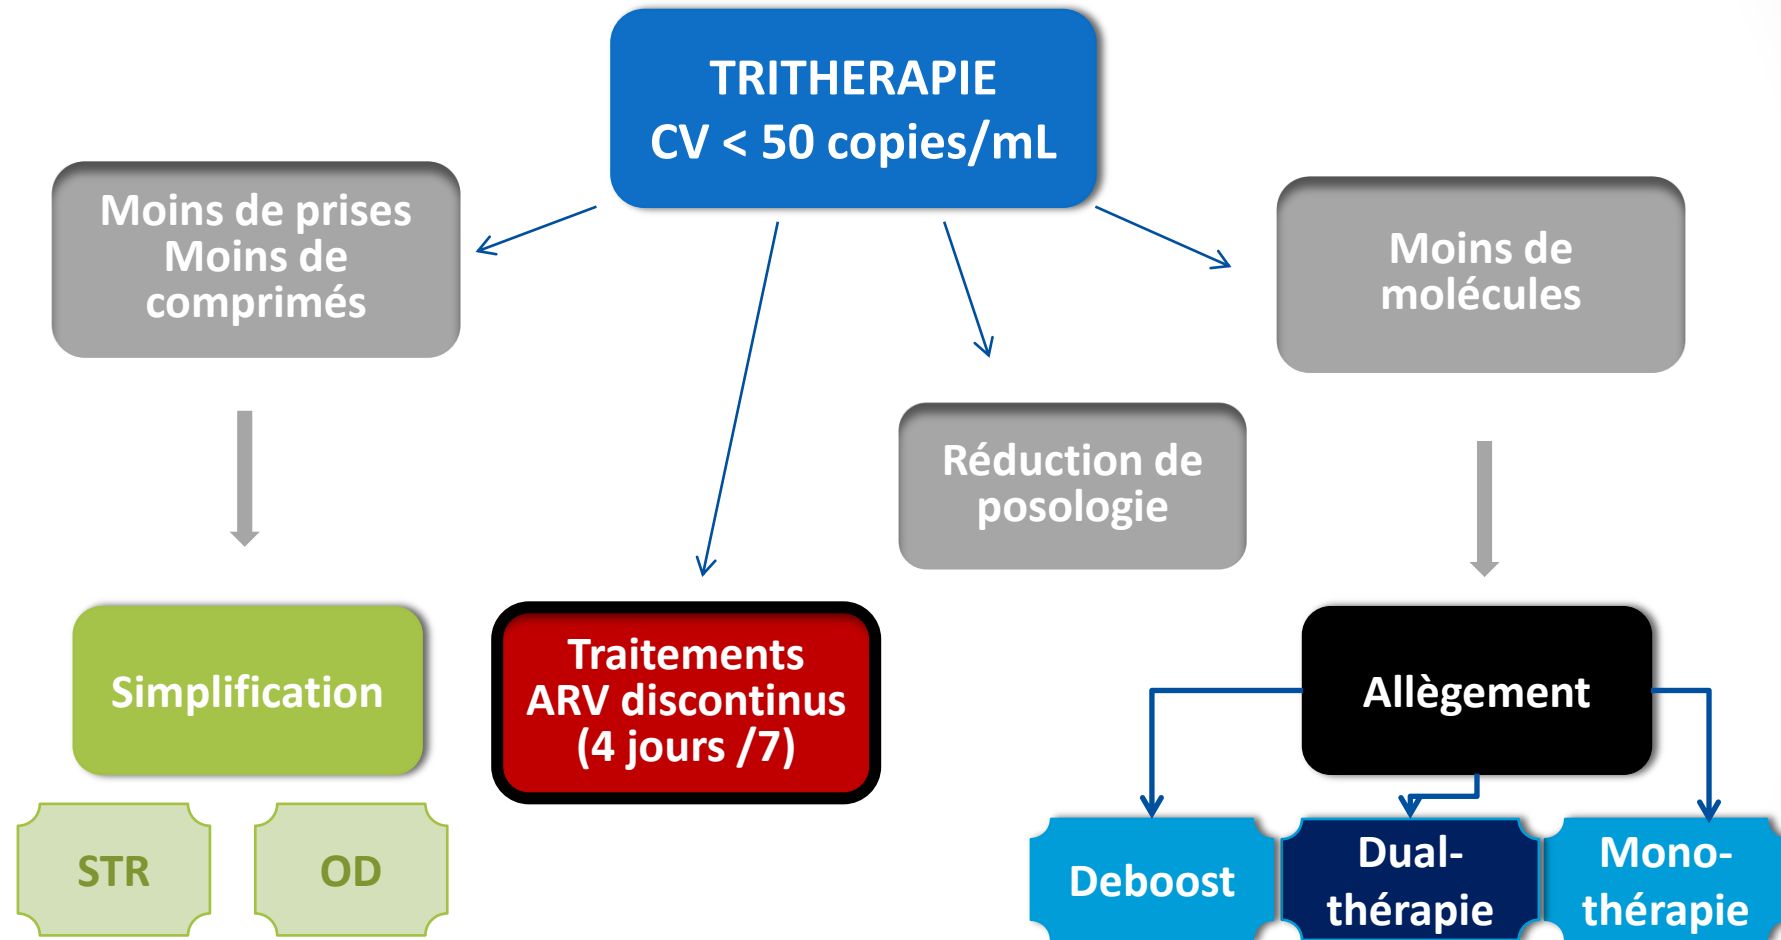 TRITHERAPIE
CV < 50 copies/mL
Moins de prises
Moins de
comprimés
Moins de
molécules
Réduction de
posologie
Simplification
Traitements
ARV discontinus
(4 jours /7)
Allègement
STR
OD
Deboost
Dual-
thérapie
Mono-
thérapie